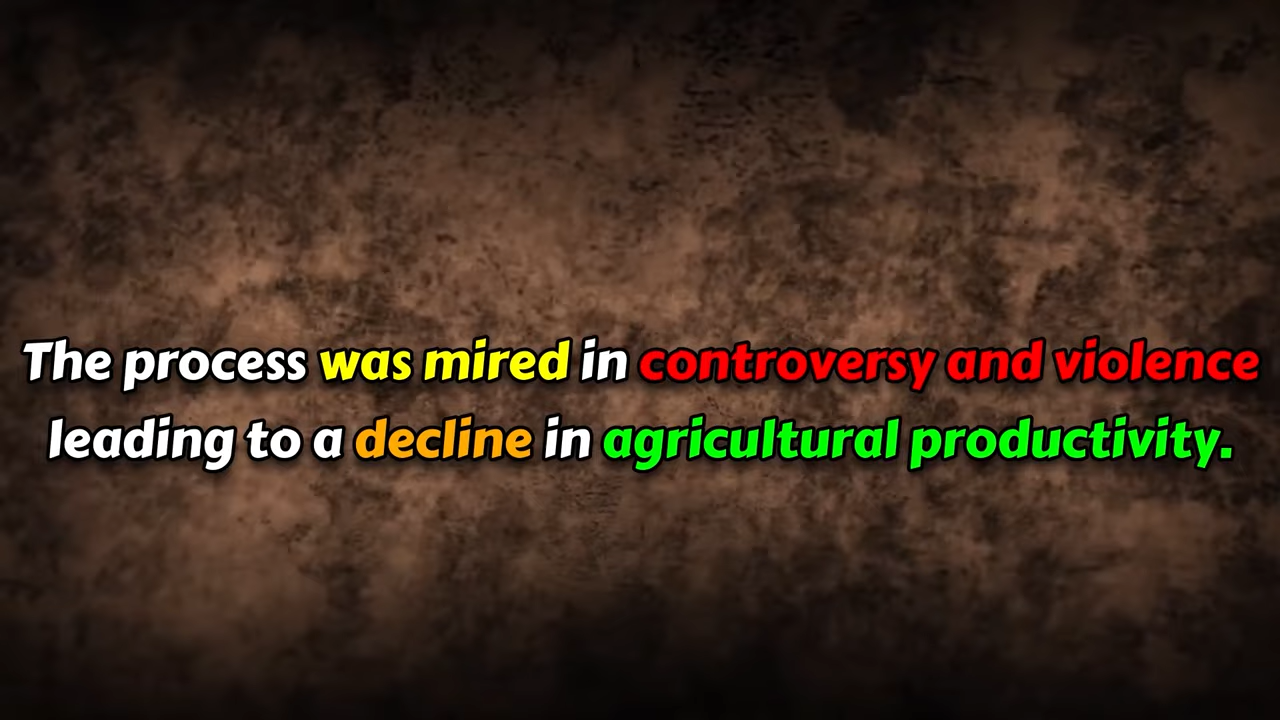 The process was mired in controversy and violence
leading to a decline in agricultural productivity.